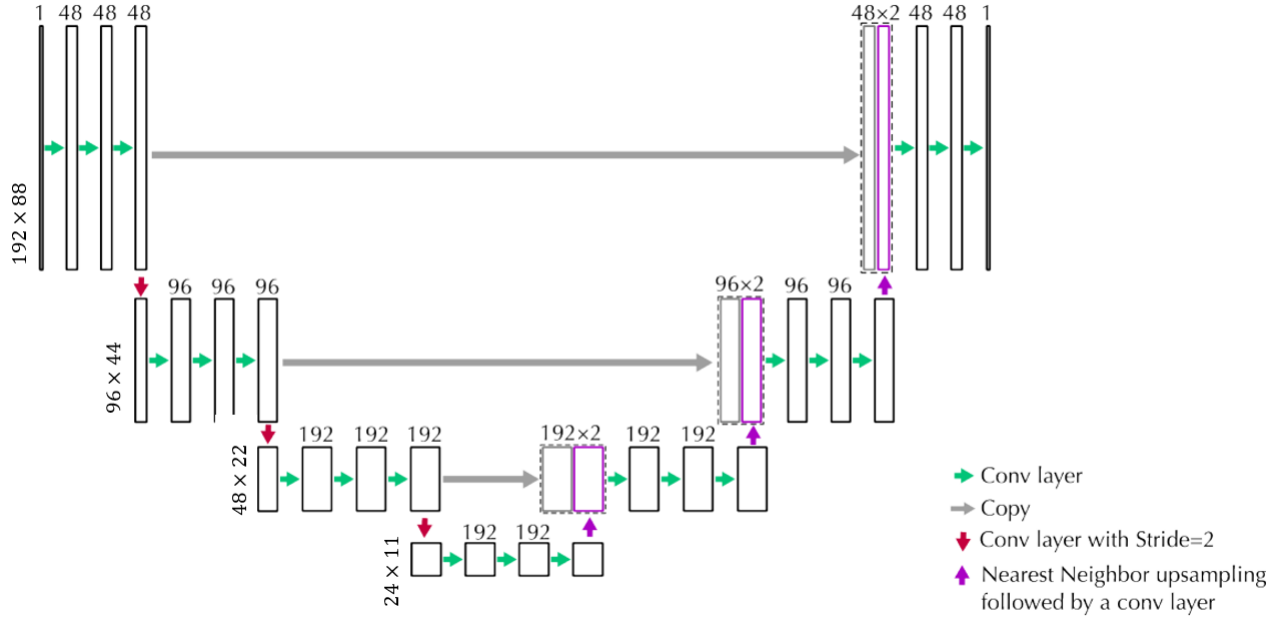 1 48 48 48 48×2 48 48 1
192 × 88
96 96 96 96×2 96 96
96 × 44
192 192 192 192×2 192 192
48 × 22
192 192
24 × 11
Conv layer
Copy
Conv layer with Stride=2
Nearest Neighbor upsampling
followed by a conv layer